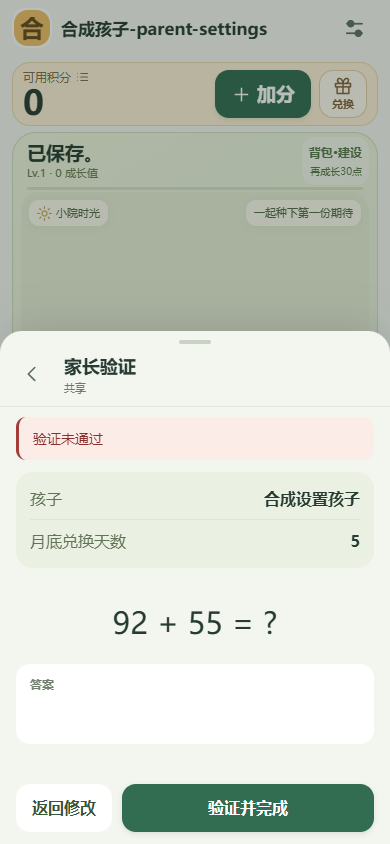 合
合成孩子-parent-settings
可用积分
0
加分
兑换
已保存。
Lv.1 · 0 成长值
背包•建设
再成长30点
小院时光
一起种下第一份期待
家长验证
共享
验证未通过
孩子
合成设置孩子
月底兑换天数
5
92 + 55 = ?
答案
返回修改
验证并完成